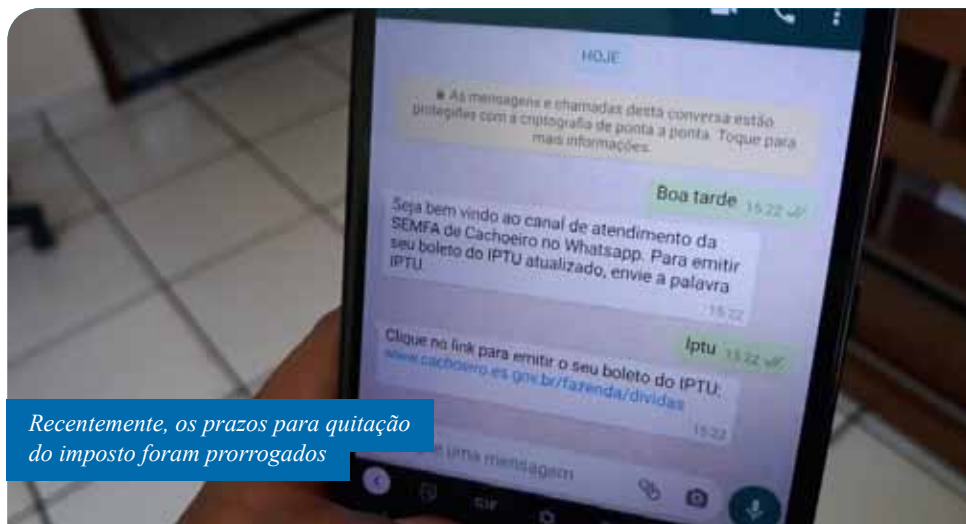 HOJE
As mensagens e chamadas desta conversa estão
protegidas com a criptografia de ponta a ponta. Toque para
mais informações.
Boa tarde 15:22
Seja bem vindo ao canal de atendimento da
SEMFA de Cachoeiro no Whatsapp. Para emitir
seu boleto do IPTU atualizado, envie a palavra
IPTU
15:22
Iptu 15:22
Clique no link para emitir o seu boleto do IPTU:
www.cachoeiro.es.gov.br/fazenda/dividas
15:22
uma mensagem
GIF
Recentemente, os prazos para quitação
do imposto foram prorrogados